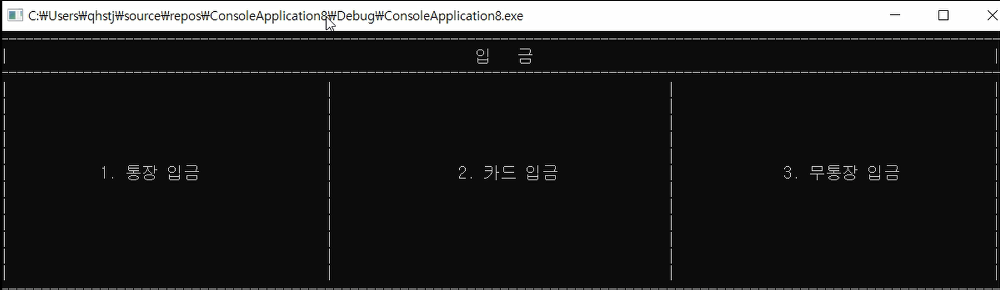 C:₩Users₩qhstj₩source₩repos₩ConsoleApplication8₩Debug₩ConsoleApplication8.exe
입 금
1. 통장 입금 2. 카드 입금 3. 무통장 입금